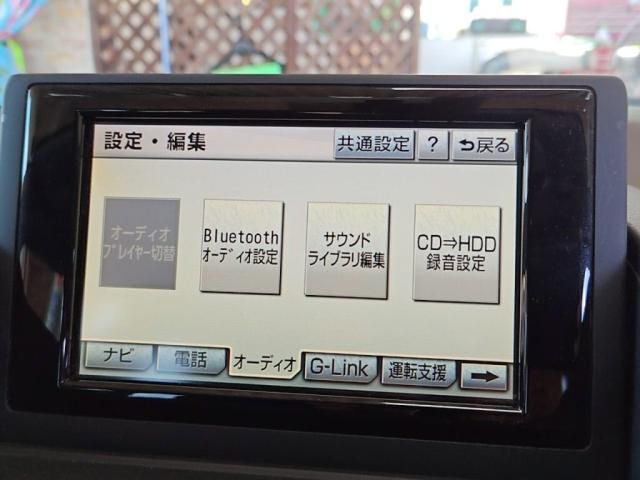 設定・編集
共通設定
?
戻る
オーディオ
プレイヤー切替
Bluetooth
オーディオ設定
サウンド
ライブラリ編集
CD⇒HDD
録音設定
ナビ
電話
オーディオ
G-Link
運転支援
→